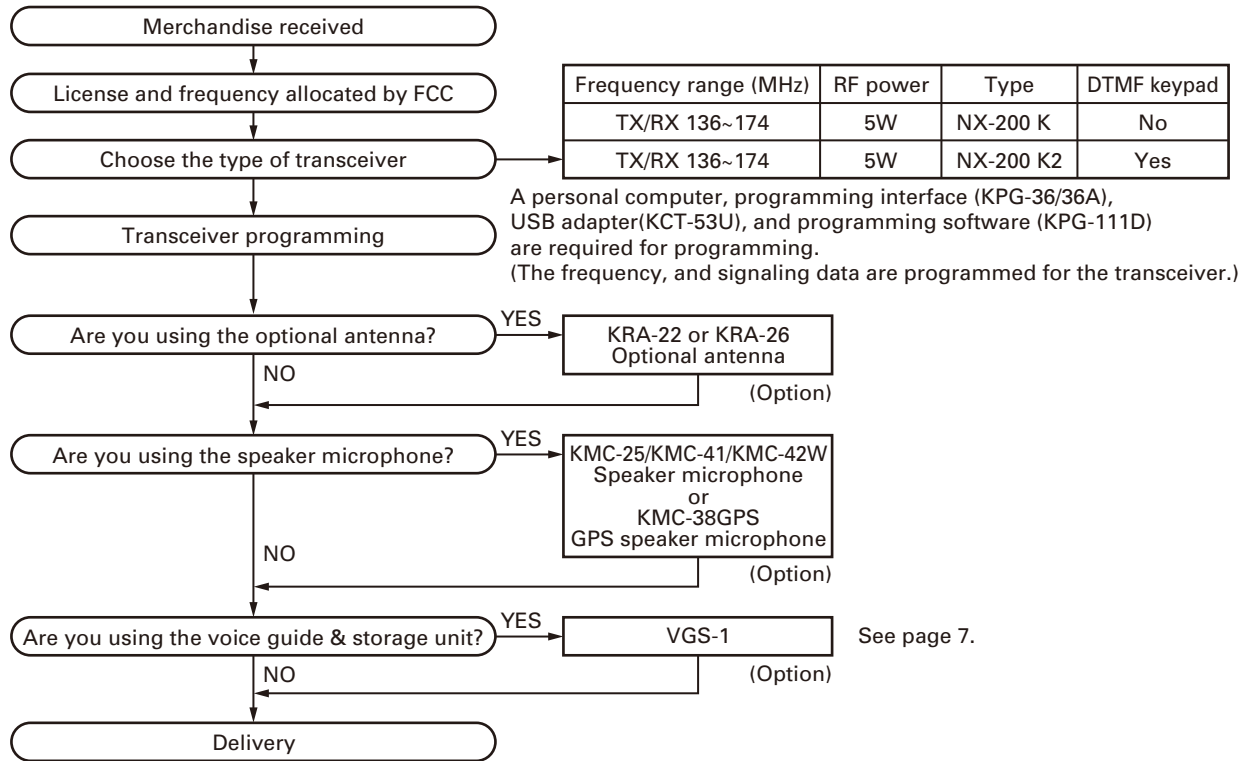 Merchandise received
License and frequency allocated by FCC
Choose the type of transceiver
Frequency range (MHz) RF power Type DTMF keypad
TX/RX 136~174 5W NX-200 K No
TX/RX 136~174 5W NX-200 K2 Yes
Transceiver programming
A personal computer, programming interface (KPG-36/36A),
USB adapter(KCT-53U), and programming software (KPG-111D)
are required for programming.
(The frequency, and signaling data are programmed for the transceiver.)
Are you using the optional antenna?
YES
KRA-22 or KRA-26
Optional antenna
(Option)
NO
Are you using the speaker microphone?
YES
KMC-25/KMC-41/KMC-42W
Speaker microphone
or
KMC-38GPS
GPS speaker microphone
(Option)
NO
Are you using the voice guide & storage unit?
YES
VGS-1
See page 7.
(Option)
NO
Delivery